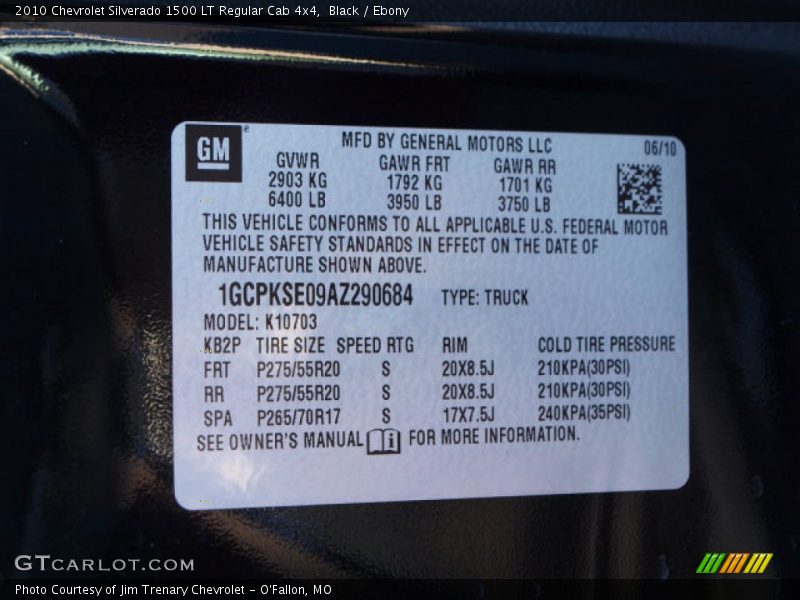 2010 Chevrolet Silverado 1500 LT Regular Cab 4x4, Black / Ebony
GM®
MFD BY GENERAL MOTORS LLC 06/10
GVWR GAWR FRT GAWR RR
2903 KG 1792 KG 1701 KG
6400 LB 3950 LB 3750 LB
THIS VEHICLE CONFORMS TO ALL APPLICABLE U.S. FEDERAL MOTOR
VEHICLE SAFETY STANDARDS IN EFFECT ON THE DATE OF
MANUFACTURE SHOWN ABOVE.
1GCPKSE09AZ290684 TYPE: TRUCK
MODEL: K10703
KB2P TIRE SIZE SPEED RTG RIM COLD TIRE PRESSURE
FRT P275/55R20 S 20X8.5J 210KPA(30PSI)
RR P275/55R20 S 20X8.5J 210KPA(30PSI)
SPA P265/70R17 S 17X7.5J 240KPA(35PSI)
SEE OWNER'S MANUAL i FOR MORE INFORMATION.
GTCARLOT.COM
Photo Courtesy of Jim Trenary Chevrolet - O'Fallon, MO